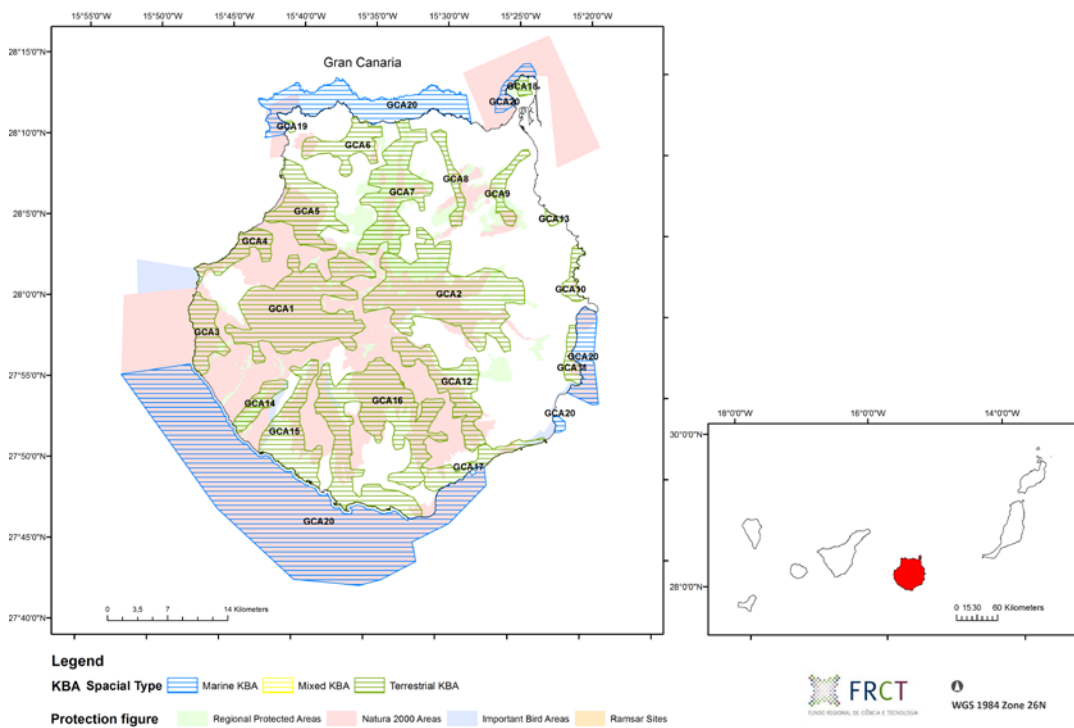 15°55'0"W 15°50'0"W 15°45'0"W 15°40'0"W 15°35'0"W 15°30'0"W 15°25'0"W 15°20'0"W
28°15'0"N
Gran Canaria
GCA18
GCA20
GCA20
28°10'0"N
GCA19
GCA6
GCA7
GCA8
GCA9
28°5'0"N
GCA5
GCA13
GCA4
28°0'0"N
GCA10
GCA2
GCA1
GCA3
GCA20
27°55'0"N
GCA11
GCA12
GCA14
GCA16
GCA20
GCA15
27°50'0"N
GCA17
GCA20
27°45'0"N
27°40'0"N
0 3,5 7 14 Kilometers
18°0'0"W 16°0'0"W 14°0'0"W
30°0'0"N
28°0'0"N
0 15 30 60 Kilometers
Legend
KBA Spacial Type Marine KBA Mixed KBA Terrestrial KBA
Protection figure Regional Protected Areas Natura 2000 Areas Important Bird Areas Ramsar Sites
FRCT
FUNDO REGIONAL DE CIÊNCIA E TECNOLOGIA
WGS 1984 Zone 26N